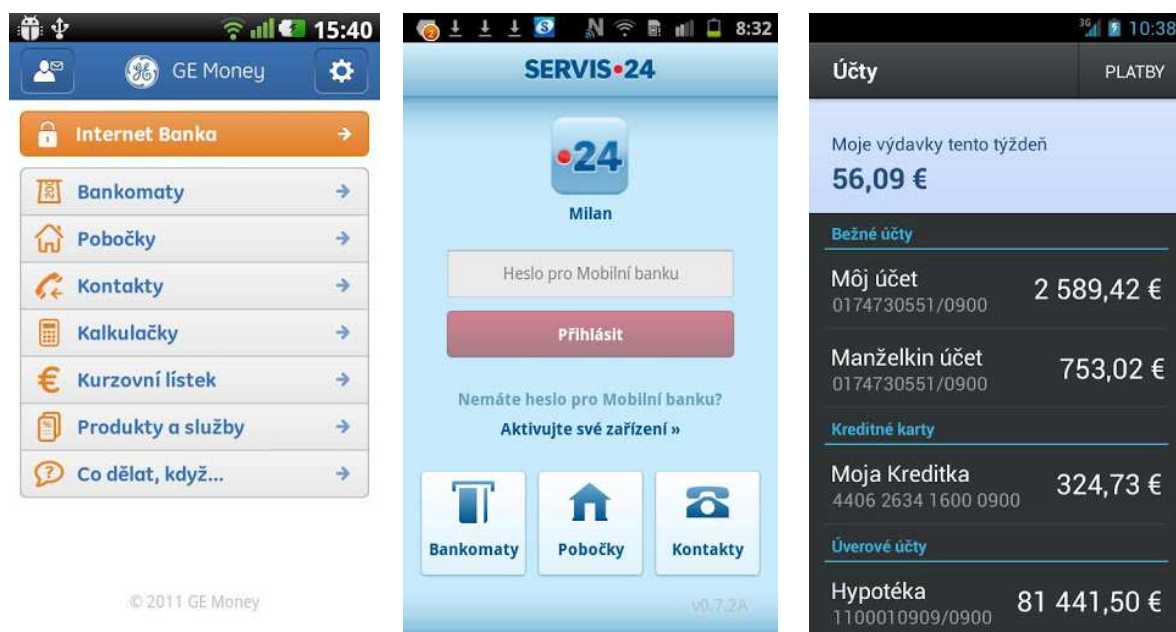 15:40
GE Money
Internet Banka
Bankomaty
Pobočky
Kontakty
Kalkulačky
Kurzovní lístek
Produkty a služby
Co dělat, když...
© 2011 GE Money
8:32
SERVIS 24
24
Milan
Heslo pro Mobilní banku
Přihlásit
Nemáte heslo pro Mobilní banku?
Aktivujte své zařízení »
Bankomaty Pobočky Kontakty
v0.7.2A
3G 10:38
Účty PLATBY
Moje výdavky tento týždeň
56,09 €
Bežné účty
Môj účet 2 589,42 €
0174730551/0900
Manželkin účet 753,02 €
0174730551/0900
Kreditné karty
Moja Kreditka 324,73 €
4406 2634 1600 0900
Úverové účty
Hypotéka 81 441,50 €
1100010909/0900